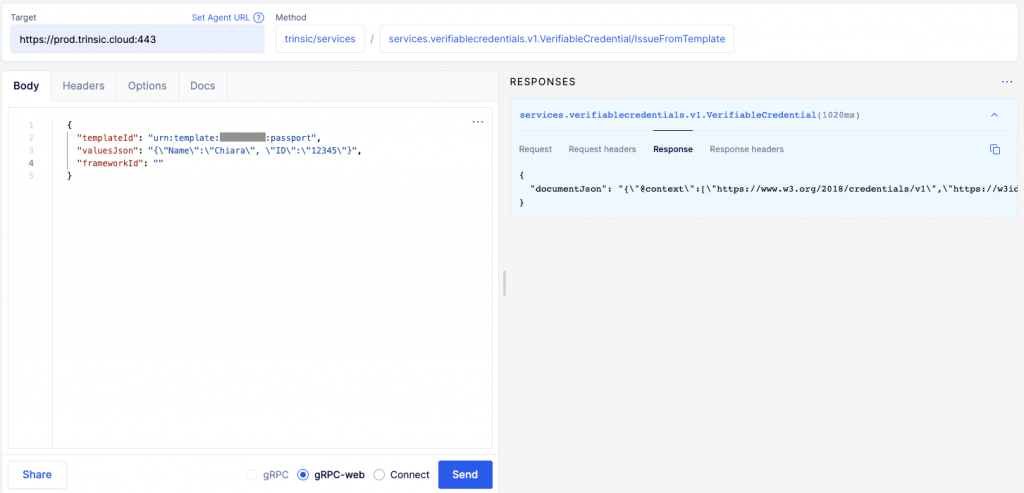 Target
Set Agent URL ?
Method
https://prod.trinsic.cloud:443
trinsic/services / services.verifiablecredentials.v1.VerifiableCredential/IssueFromTemplate
Body Headers Options Docs
1 {
2 "templateId": "urn:template: :passport",
3 "valuesJson": "{\"Name\":\"Chiara\", \"ID\":\"12345\"}",
4 "frameworkId": ""
5 }
Share
gRPC gRPC-web Connect
Send
RESPONSES
services.verifiablecredentials.v1.VerifiableCredential(1020ms)
Request Request headers Response Response headers
{
"documentJson": "{\"@context\":[\"https://www.w3.org/2018/credentials/v1\",\"https://w3id
}